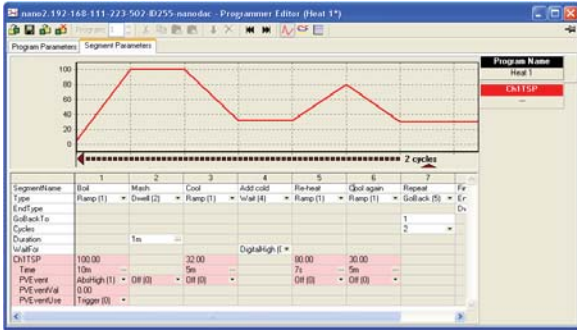 nano2.192-168-111-223-502-ID255-nanodac - Programmer Editor (Heat 1*)
Program: 1
Program Parameters Segment Parameters
Program Name
Heat 1
Ch1TSP
---
100
80
60
40
20
0
2 cycles
1 2 3 4 5 6 7
SegmentName Boil Mash Cool Add cold Re-heat Cool again Repeat Fir
Type Ramp (1) Dwell (2) Ramp (1) Wait (4) Ramp (1) Ramp (1) GoBack (5) Er
EndType Dv
GoBackTo 1
Cycles 2
Duration 1m
WaitFor DigitalHigh (
Ch1TSP 100.00 32.00 80.00 30.00
Time 10m 5m 7s 5m
PVEvent AbsHigh (1) Off (0) Off (0) Off (0) Off (0)
PVEventVal 0.00
PVEventUse Trigger (0)